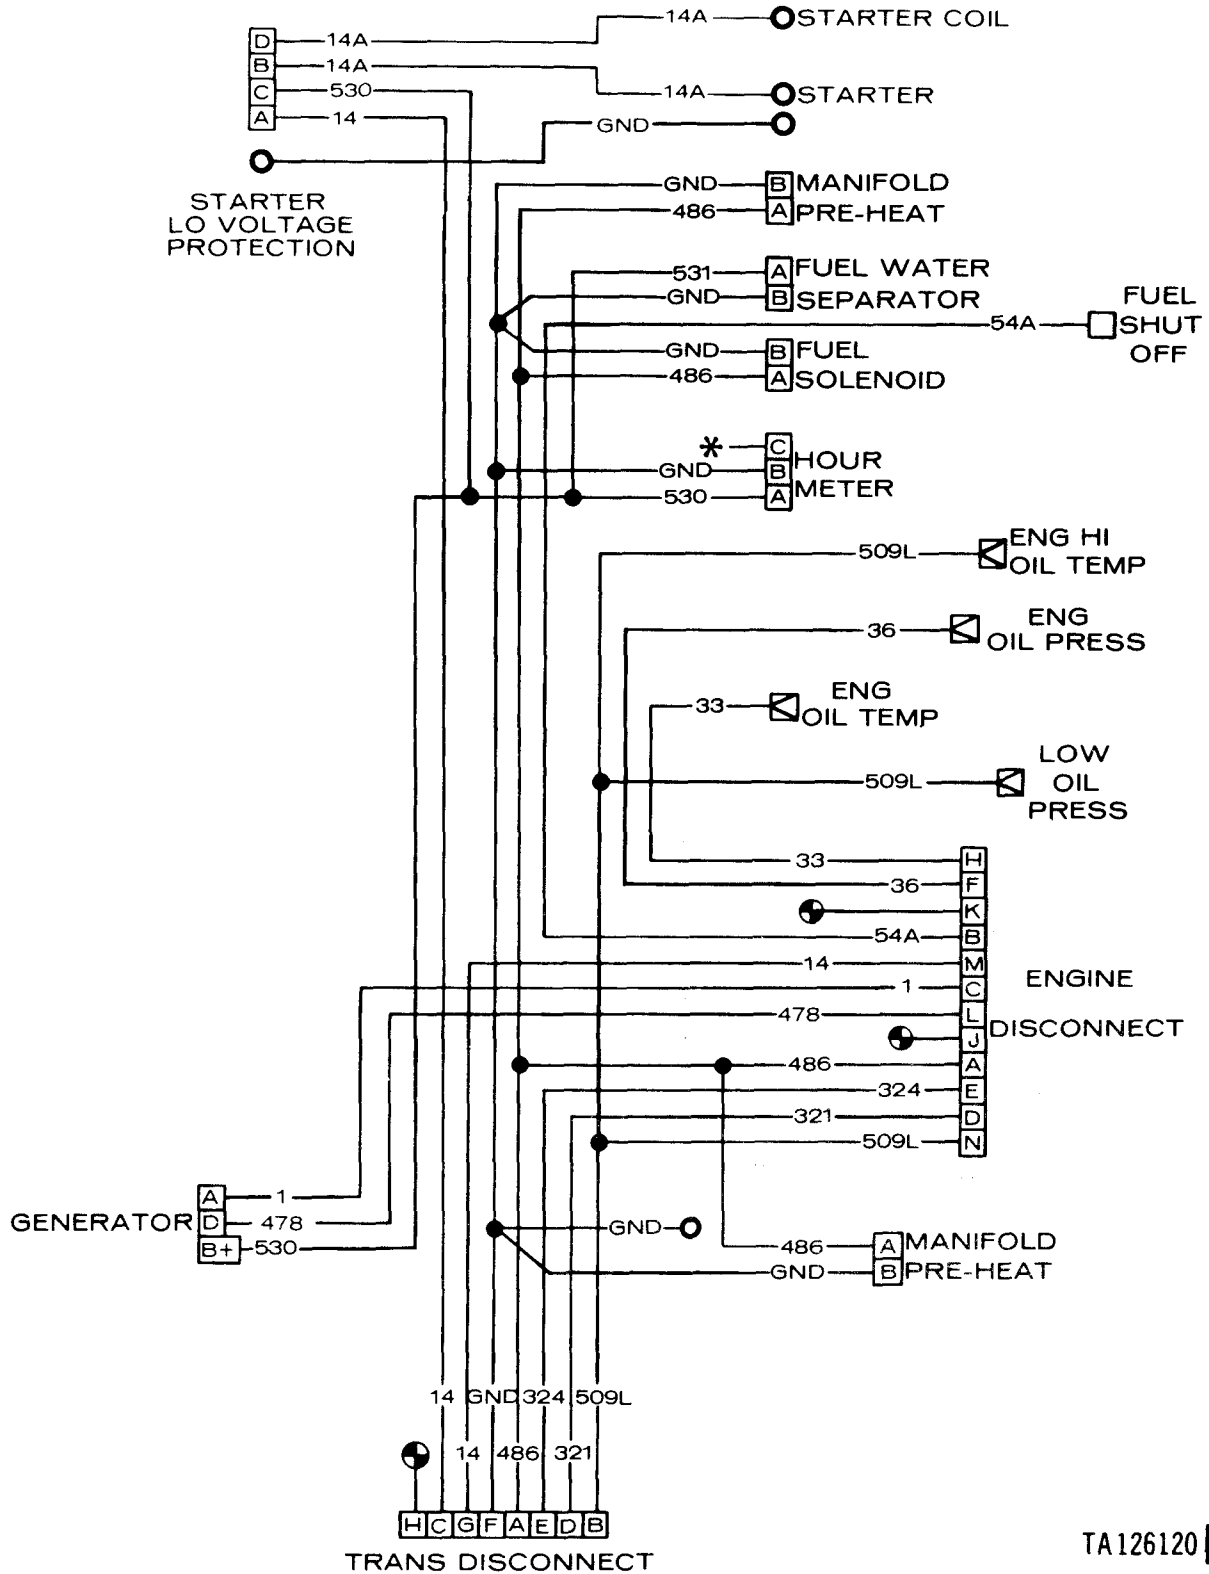 14A STARTER COIL
D 14A
B 14A
C 530
14A STARTER
A 14
GND
STARTER
LO VOLTAGE
PROTECTION
GND B MANIFOLD
486 A PRE-HEAT
531 A FUEL WATER
GND B SEPARATOR
54A
FUEL
SHUT
OFF
GND B FUEL
486 A SOLENOID
* C
GND B HOUR
530 A METER
509L ENG HI
OIL TEMP
36 ENG
OIL PRESS
33 ENG
OIL TEMP
509L
LOW
OIL
PRESS
33 H
36 F
K
54A B
14 M
1 C
478 L
J
486 A
324 E
321 D
509L N
ENGINE
DISCONNECT
A 1
GENERATOR D 478
B+ 530
GND
486 A MANIFOLD
GND B PRE-HEAT
14 GND 324 509L
14 486 321
H C G F A E D B
TRANS DISCONNECT
TA126120